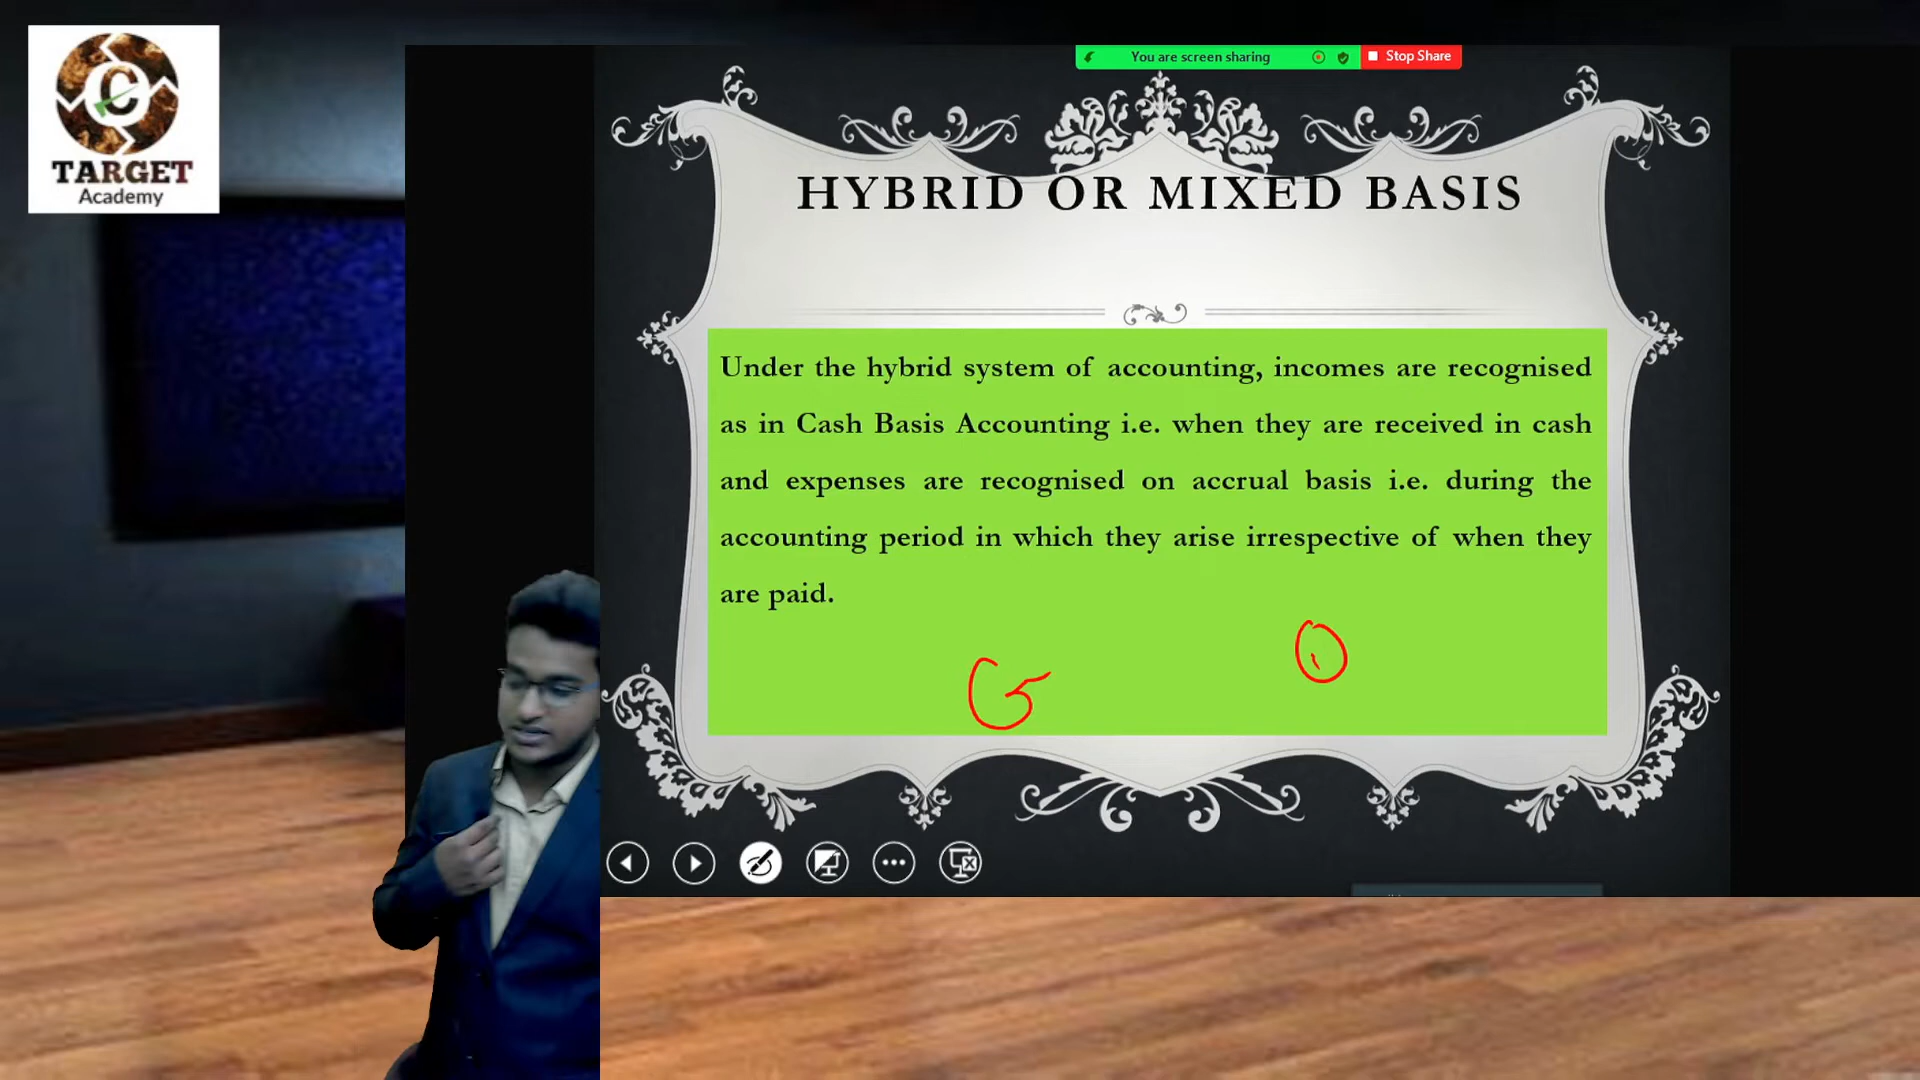 TARGET
Academy
You are screen sharing
Stop Share
HYBRID OR MIXED BASIS
Under the hybrid system of accounting, incomes are recognised
as in Cash Basis Accounting i.e. when they are received in cash
and expenses are recognised on accrual basis i.e. during the
accounting period in which they arise irrespective of when they
are paid.